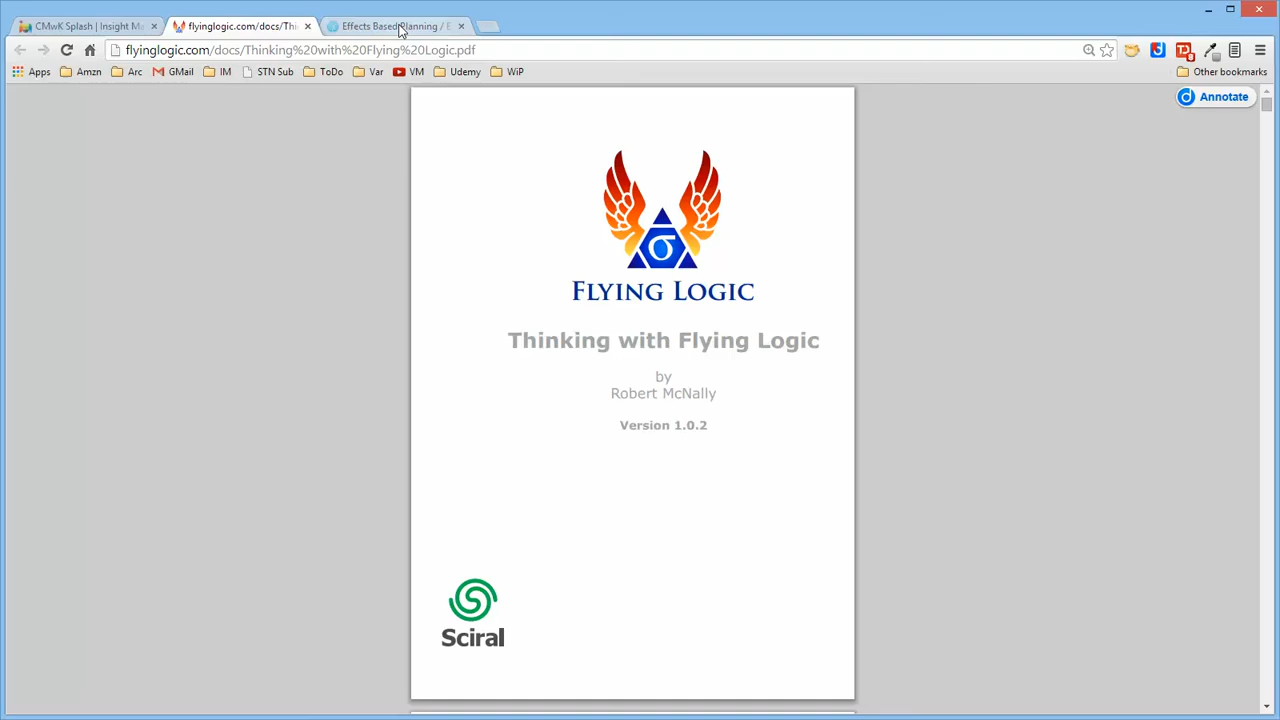 CMwK Splash | Insight Ma
flyinglogic.com/docs/Thi
Effects Based Planning / E
flyinglogic.com/docs/Thinking%20with%20Flying%20Logic.pdf
Apps Amzn Arc GMail IM STN Sub ToDo Var VM Udemy WiP Other bookmarks
Annotate
σ
FLYING LOGIC
Thinking with Flying Logic
by
Robert McNally
Version 1.0.2
Sciral